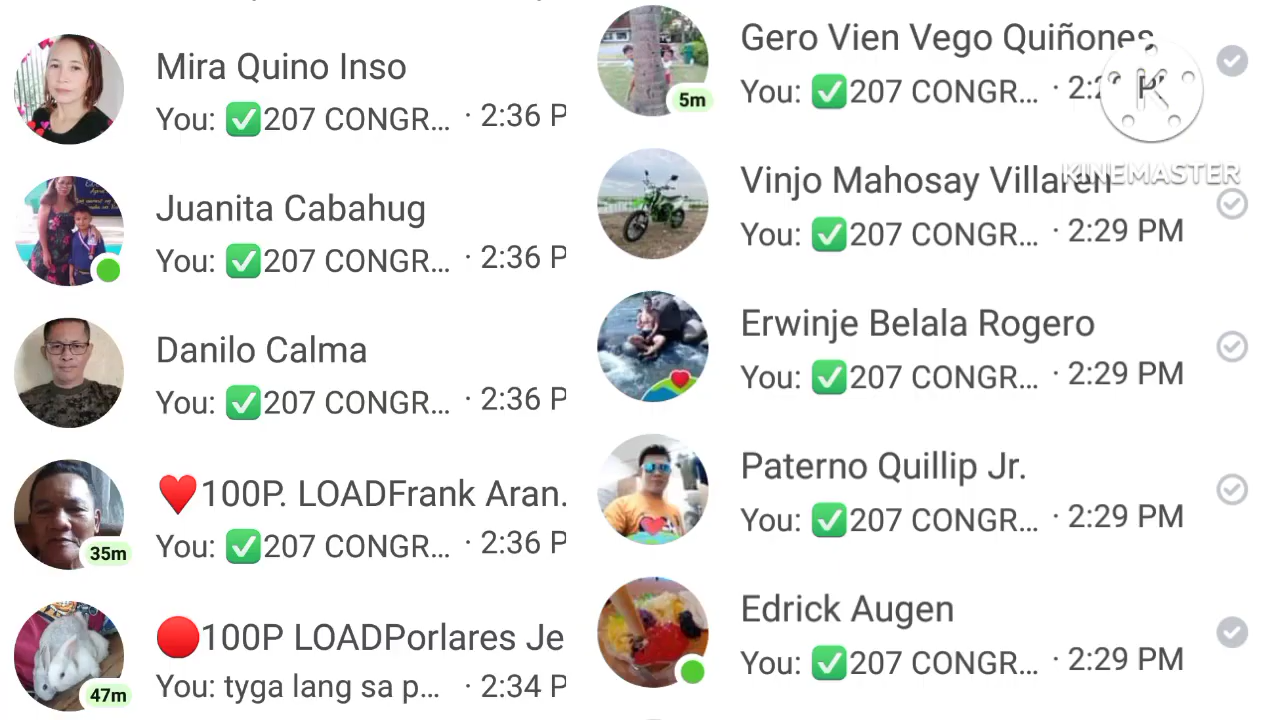 Mira Quino Inso
You: ✅207 CONGR... · 2:36 P
Juanita Cabahug
You: ✅207 CONGR... · 2:36 P
Danilo Calma
You: ✅207 CONGR... · 2:36 P
♥100P. LOADFrank Aran.
35m
You: ✅207 CONGR... · 2:36 P
🔴100P LOADPorlares Je
47m
You: tyga lang sa p... · 2:34 P
Gero Vien Vego Quiñones
5m
You: ✅207 CONGR...
K
KINEMASTER
Vinjo Mahosay Villaren
You: ✅207 CONGR... · 2:29 PM
Erwinje Belala Rogero
You: ✅207 CONGR... · 2:29 PM
Paterno Quillip Jr.
You: ✅207 CONGR... · 2:29 PM
Edrick Augen
You: ✅207 CONGR... · 2:29 PM